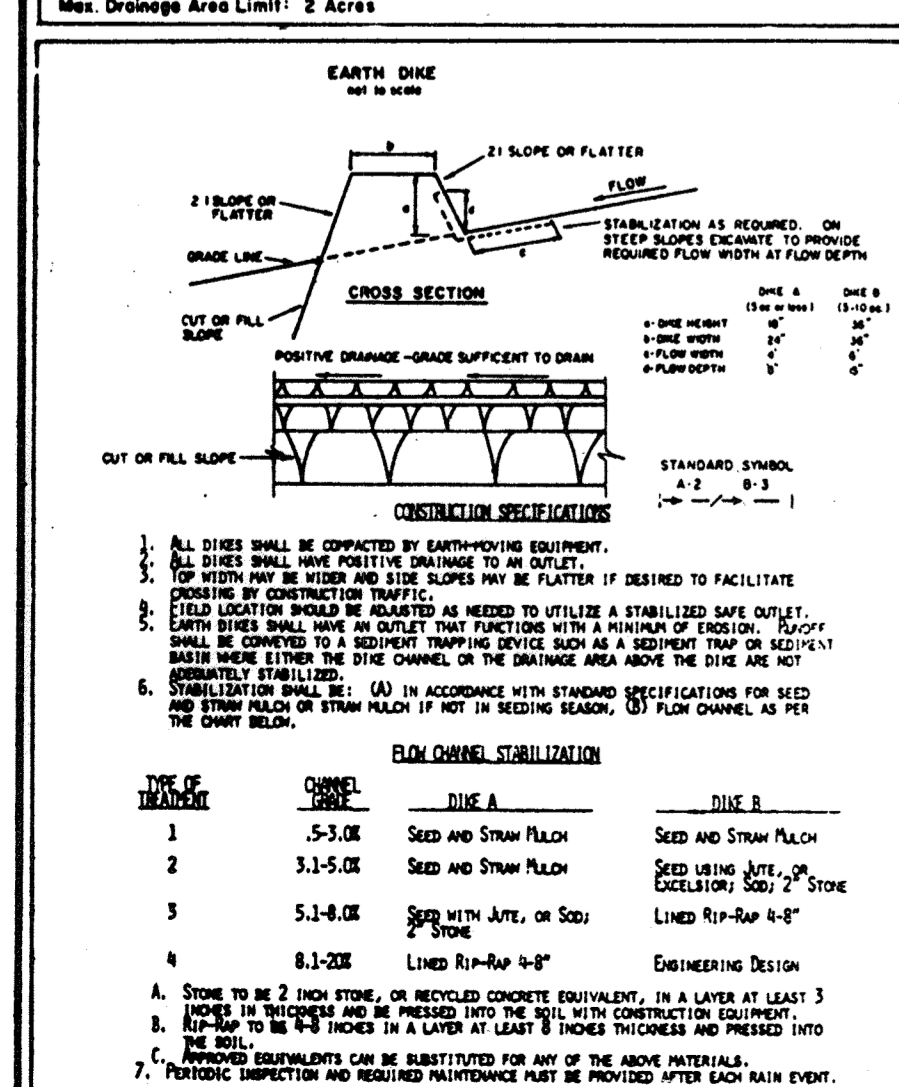 Max. Drainage Area Limit: 2 Acres
EARTH DIKE
not to scale
b
2:1 SLOPE OR FLATTER
2:1 SLOPE OR
FLATTER
FLOW
STABILIZATION AS REQUIRED. ON
STEEP SLOPES EXCAVATE TO PROVIDE
REQUIRED FLOW WIDTH AT FLOW DEPTH
GRADE LINE
CROSS SECTION
CUT OR FILL
SLOPE
DIKE A
DIKE B
(5 ac or less)
(5-10 ac.)
a-DIKE HEIGHT 18" 36"
b-DIKE WIDTH 24" 36"
c-FLOW WIDTH 4' 6'
d-FLOW DEPTH 8" 15"
POSITIVE DRAINAGE-GRADE SUFFICENT TO DRAIN
CUT OR FILL SLOPE
STANDARD SYMBOL
A-2 B-3
CONSTRUCTION SPECIFICATIONS
1. ALL DIKES SHALL BE COMPACTED BY EARTH-MOVING EQUIPMENT.
2. ALL DIKES SHALL HAVE POSITIVE DRAINAGE TO AN OUTLET.
3. TOP WIDTH MAY BE WIDER AND SIDE SLOPES MAY BE FLATTER IF DESIRED TO FACILITATE
CROSSING BY CONSTRUCTION TRAFFIC.
4. FIELD LOCATION SHOULD BE ADJUSTED AS NEEDED TO UTILIZE A STABILIZED SAFE OUTLET.
5. EARTH DIKES SHALL HAVE AN OUTLET THAT FUNCTIONS WITH A MINIMUM OF EROSION. RUNOFF
SHALL BE CONVEYED TO A SEDIMENT TRAPPING DEVICE SUCH AS A SEDIMENT TRAP OR SEDIMENT
BASIN WHERE EITHER THE DIKE CHANNEL OR THE DRAINAGE AREA ABOVE THE DIKE ARE NOT
ADEQUATELY STABILIZED.
6. STABILIZATION SHALL BE: (A) IN ACCORDANCE WITH STANDARD SPECIFICATIONS FOR SEED
AND STRAW MULCH OR STRAW MULCH IF NOT IN SEEDING SEASON, (B) FLOW CHANNEL AS PER
THE CHART BELOW.
FLOW CHANNEL STABILIZATION
TYPE OF
TREATMENT
CHANNEL
GRADE
DIKE A
DIKE B
1 .5-3.0% SEED AND STRAW MULCH SEED AND STRAW MULCH
2 3.1-5.0% SEED AND STRAW MULCH SEED USING JUTE, OR
EXCELSIOR; SOD; 2" STONE
3 5.1-8.0% SEED WITH JUTE, OR SOD; LINED RIP-RAP 4-8"
2" STONE
4 8.1-20% LINED RIP-RAP 4-8" ENGINEERING DESIGN
A. STONE TO BE 2 INCH STONE, OR RECYCLED CONCRETE EQUIVALENT, IN A LAYER AT LEAST 3
INCHES IN THICKNESS AND BE PRESSED INTO THE SOIL WITH CONSTRUCTION EQUIPMENT.
B. RIP-RAP TO BE 4-8 INCHES IN A LAYER AT LEAST 8 INCHES THICKNESS AND PRESSED INTO
THE SOIL.
C. APPROVED EQUIVALENTS CAN BE SUBSTITUTED FOR ANY OF THE ABOVE MATERIALS.
7. PERIODIC INSPECTION AND REQUIRED MAINTENANCE MUST BE PROVIDED AFTER EACH RAIN EVENT.